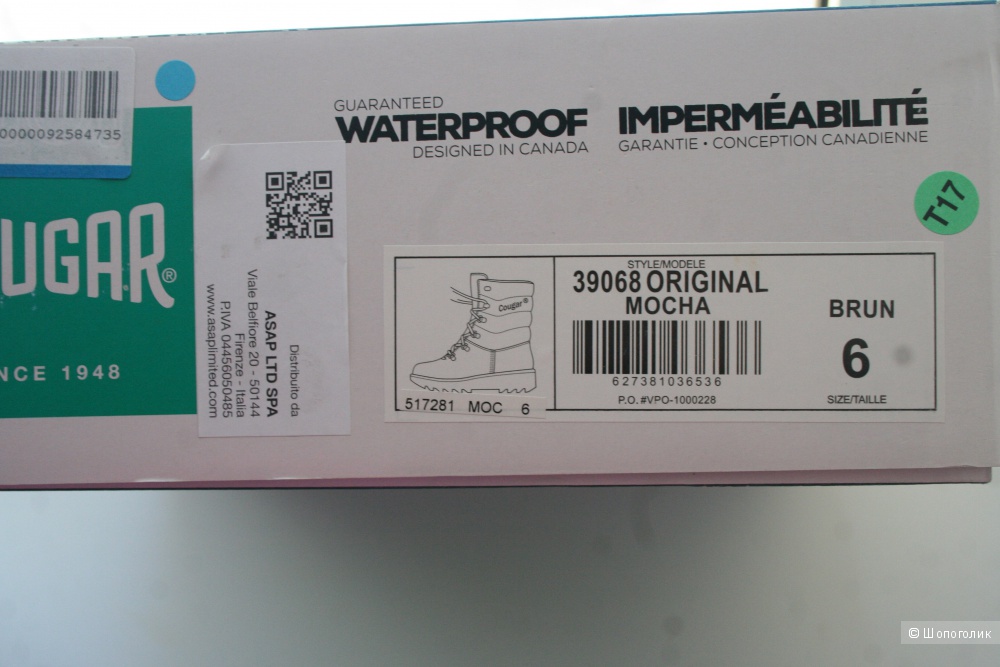 0000092584735
UGAR®
NCE 1948
GUARANTEED
WATERPROOF
DESIGNED IN CANADA
IMPERMÉABILITÉ
GARANTIE • CONCEPTION CANADIENNE
T17
Distribuito da
ASAP LTD SPA
Viale Belfiore 20 - 50144
Firenze - Italia
P.IVA 04456050485
www.asaplimited.com
Cougar®
517281 MOC 6
STYLE/MODELE
39068 ORIGINAL
MOCHA
627381036536
P.O. #VPO-1000228
BRUN
6
SIZE/TAILLE
© Шопоголик